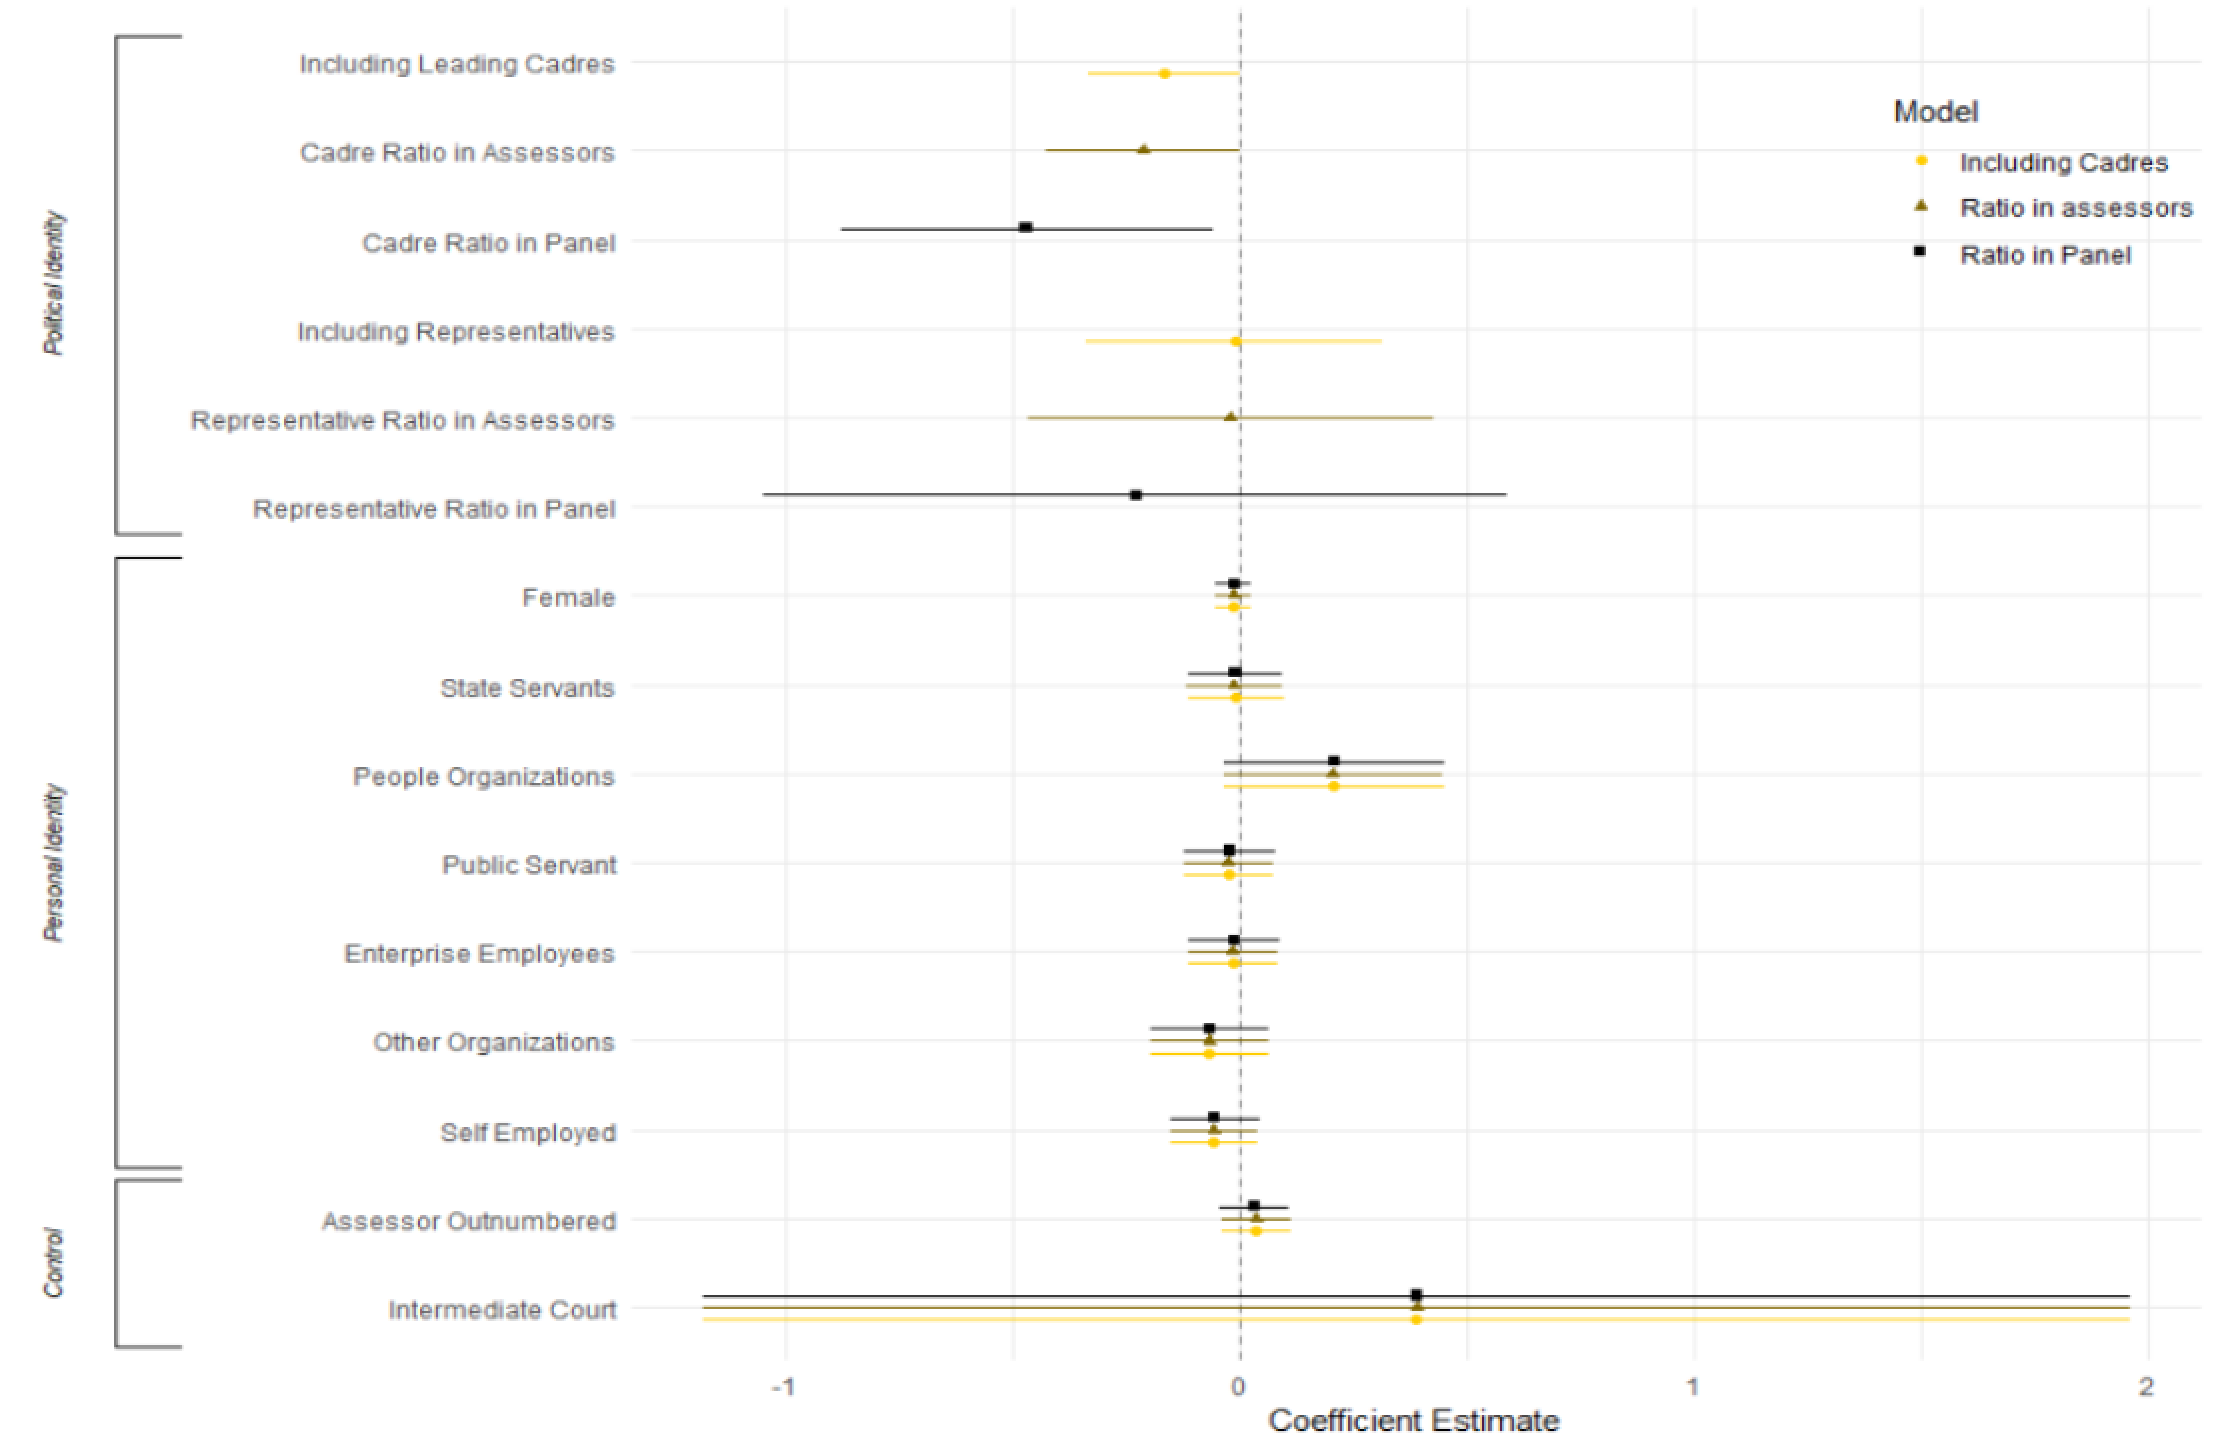 Political Identity
Including Leading Cadres
Cadre Ratio in Assessors
Cadre Ratio in Panel
Including Representatives
Representative Ratio in Assessors
Representative Ratio in Panel
Personal Identity
Female
State Servants
People Organizations
Public Servant
Enterprise Employees
Other Organizations
Self Employed
Control
Assessor Outnumbered
Intermediate Court
Model
Including Cadres
Ratio in assessors
Ratio in Panel
-1 0 1 2
Coefficient Estimate